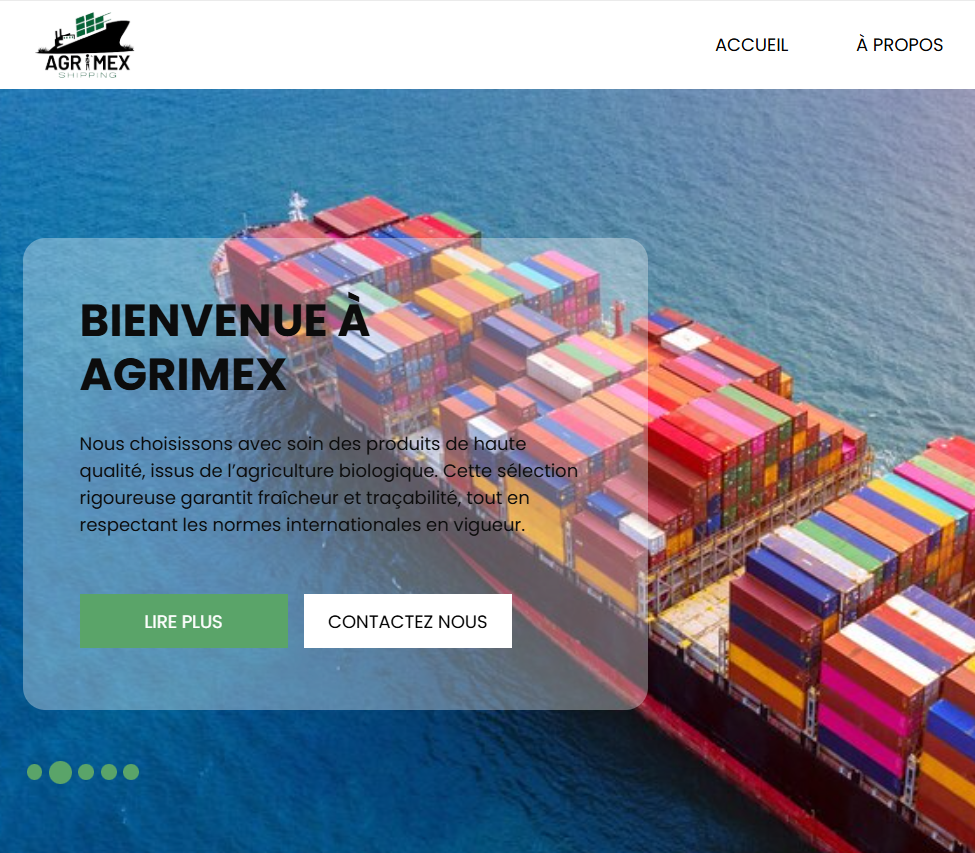 AGRIMEX
SHIPPING
ACCUEIL
À PROPOS
BIENVENUE À
AGRIMEX
Nous choisissons avec soin des produits de haute
qualité, issus de l’agriculture biologique. Cette sélection
rigoureuse garantit fraîcheur et traçabilité, tout en
respectant les normes internationales en vigueur.
LIRE PLUS
CONTACTEZ NOUS